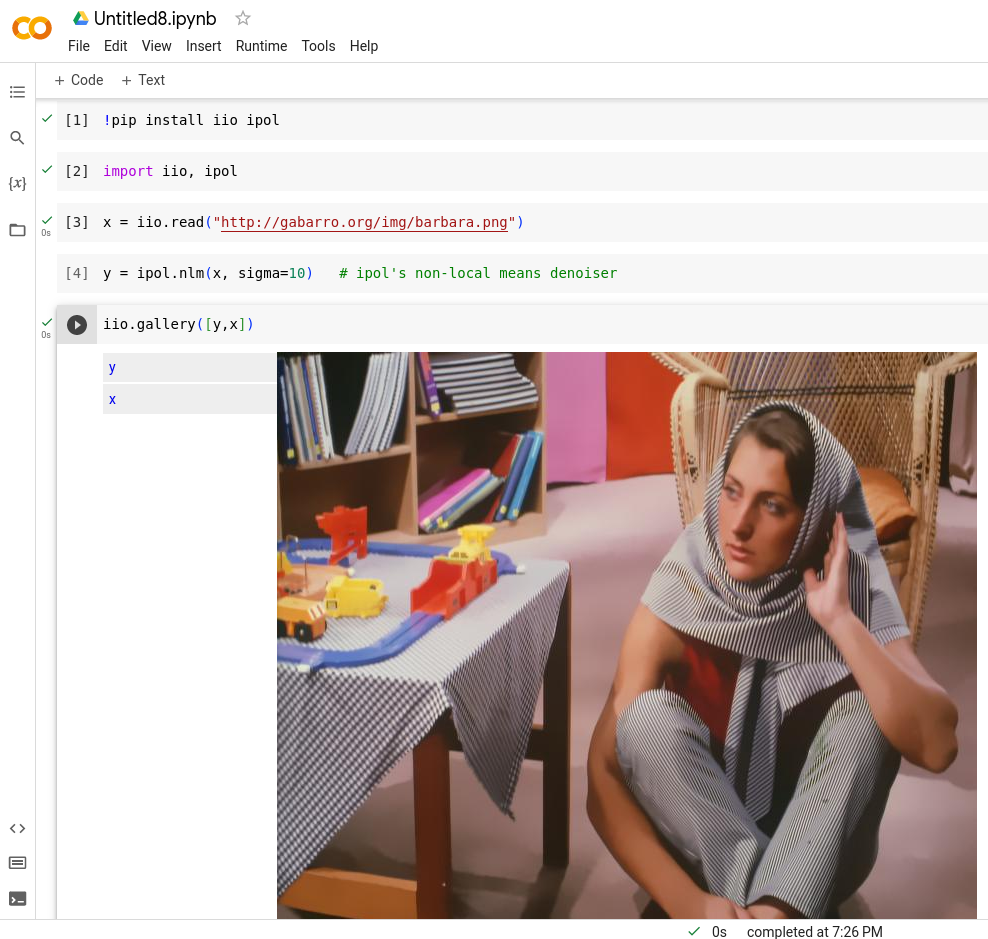 Untitled8.ipynb
File Edit View Insert Runtime Tools Help
+ Code + Text
[1] !pip install iio ipol
[2] import iio, ipol
[3] x = iio.read("http://gabarro.org/img/barbara.png")
0s
[4] y = ipol.nlm(x, sigma=10)   # ipol's non-local means denoiser
iio.gallery([y,x])
0s
y
x
{x}
0s completed at 7:26 PM